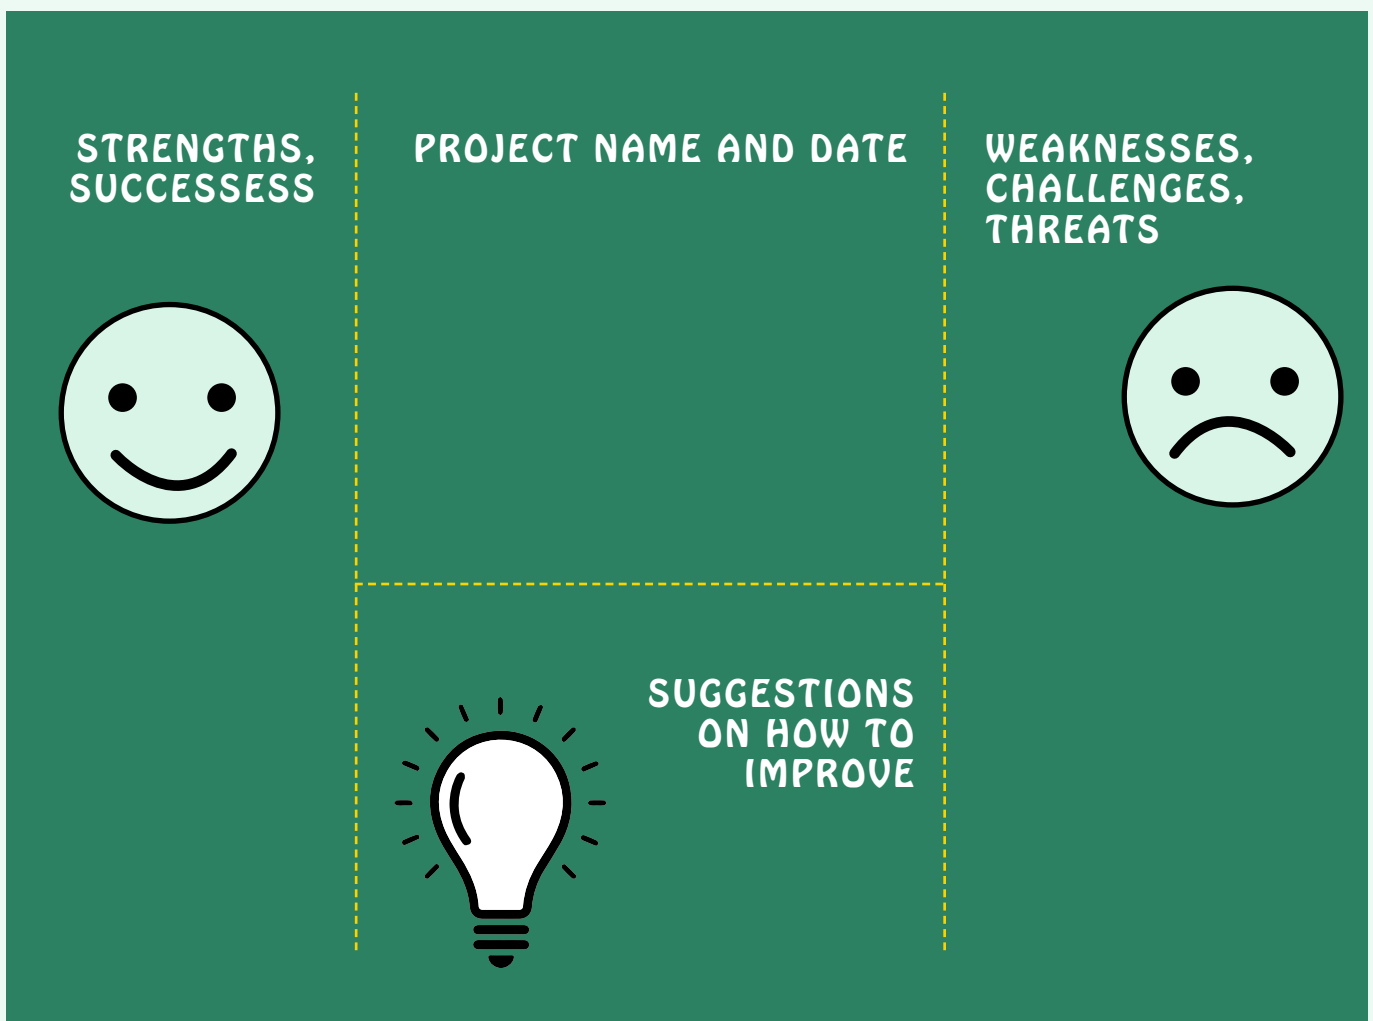 STRENGTHS,
SUCCESSESS
PROJECT NAME AND DATE
WEAKNESSES,
CHALLENGES,
THREATS
SUGGESTIONS
ON HOW TO
IMPROVE